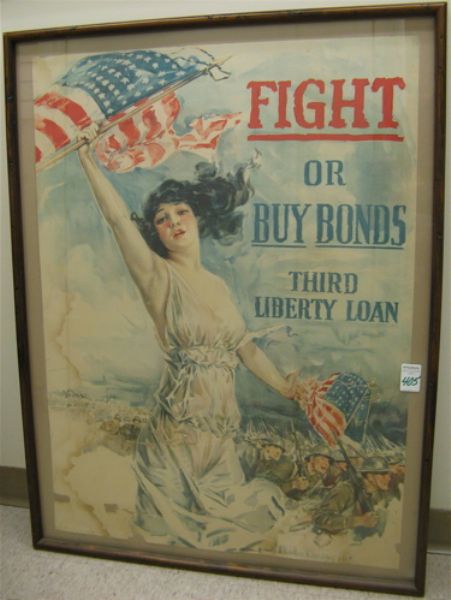 FIGHT
OR
BUY BONDS
THIRD
LIBERTY LOAN
405